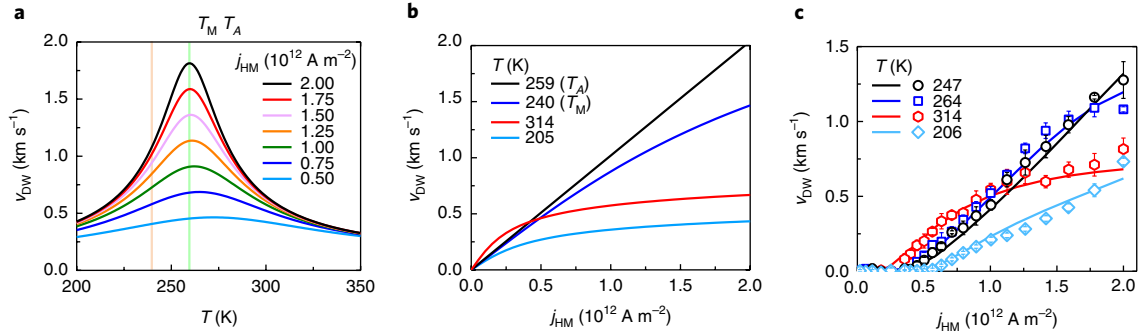 a
T_M T_A
j_HM (10^12 A m^−2)
2.00
1.75
1.50
1.25
1.00
0.75
0.50
v_DW (km s^−1)
2.0
1.5
1.0
0.5
0.0
200 250 300 350
T (K)
b
T (K)
259 (T_A)
240 (T_M)
314
205
v_DW (km s^−1)
2.0
1.5
1.0
0.5
0.0
0.0 0.5 1.0 1.5 2.0
j_HM (10^12 A m^−2)
c
T (K)
247
264
314
206
v_DW (km s^−1)
1.5
1.0
0.5
0.0
0.0 0.5 1.0 1.5 2.0
j_HM (10^12 A m^−2)